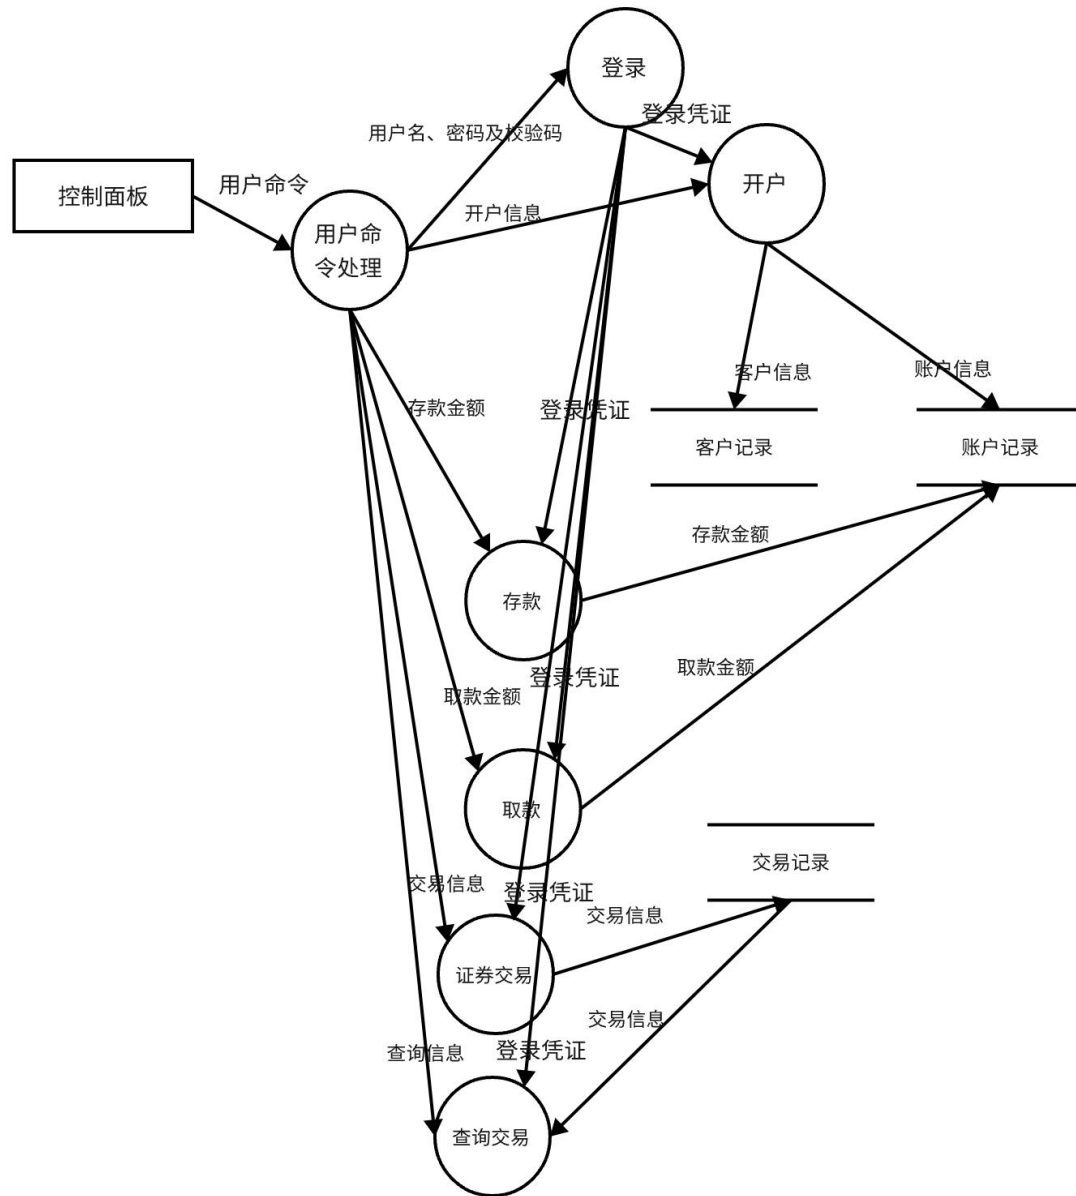 登录
登录凭证
用户名、密码及校验码
控制面板
用户命令
开户
开户信息
用户命
令处理
客户信息
账户信息
存款金额
登录凭证
客户记录
账户记录
存款金额
存款
取款金额
登录凭证
取款金额
取款
交易记录
交易信息
登录凭证
交易信息
证券交易
交易信息
查询信息
登录凭证
查询交易